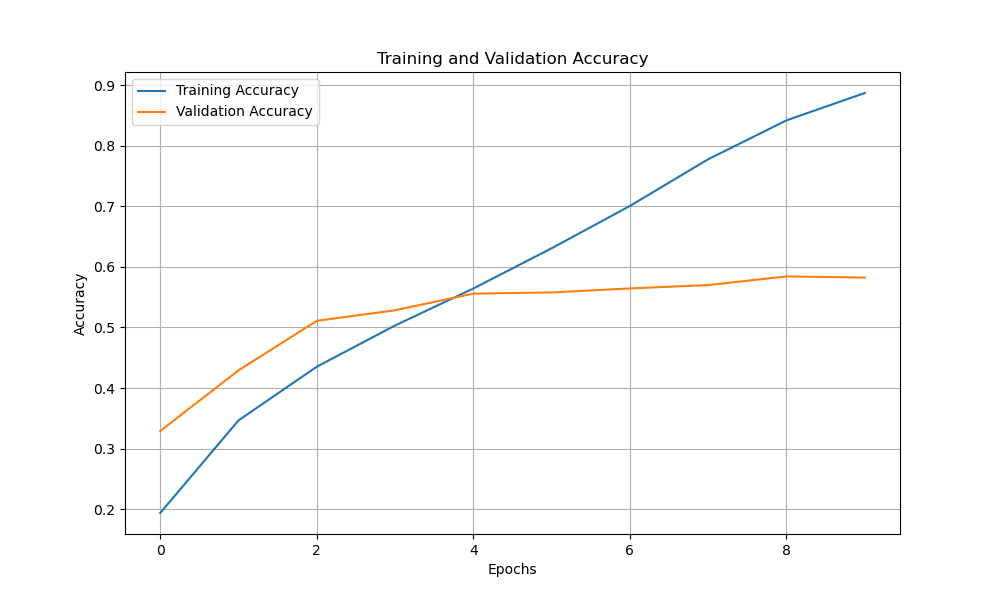 Training and Validation Accuracy
Training Accuracy
Validation Accuracy
Accuracy
0.9
0.8
0.7
0.6
0.5
0.4
0.3
0.2
0 2 4 6 8
Epochs